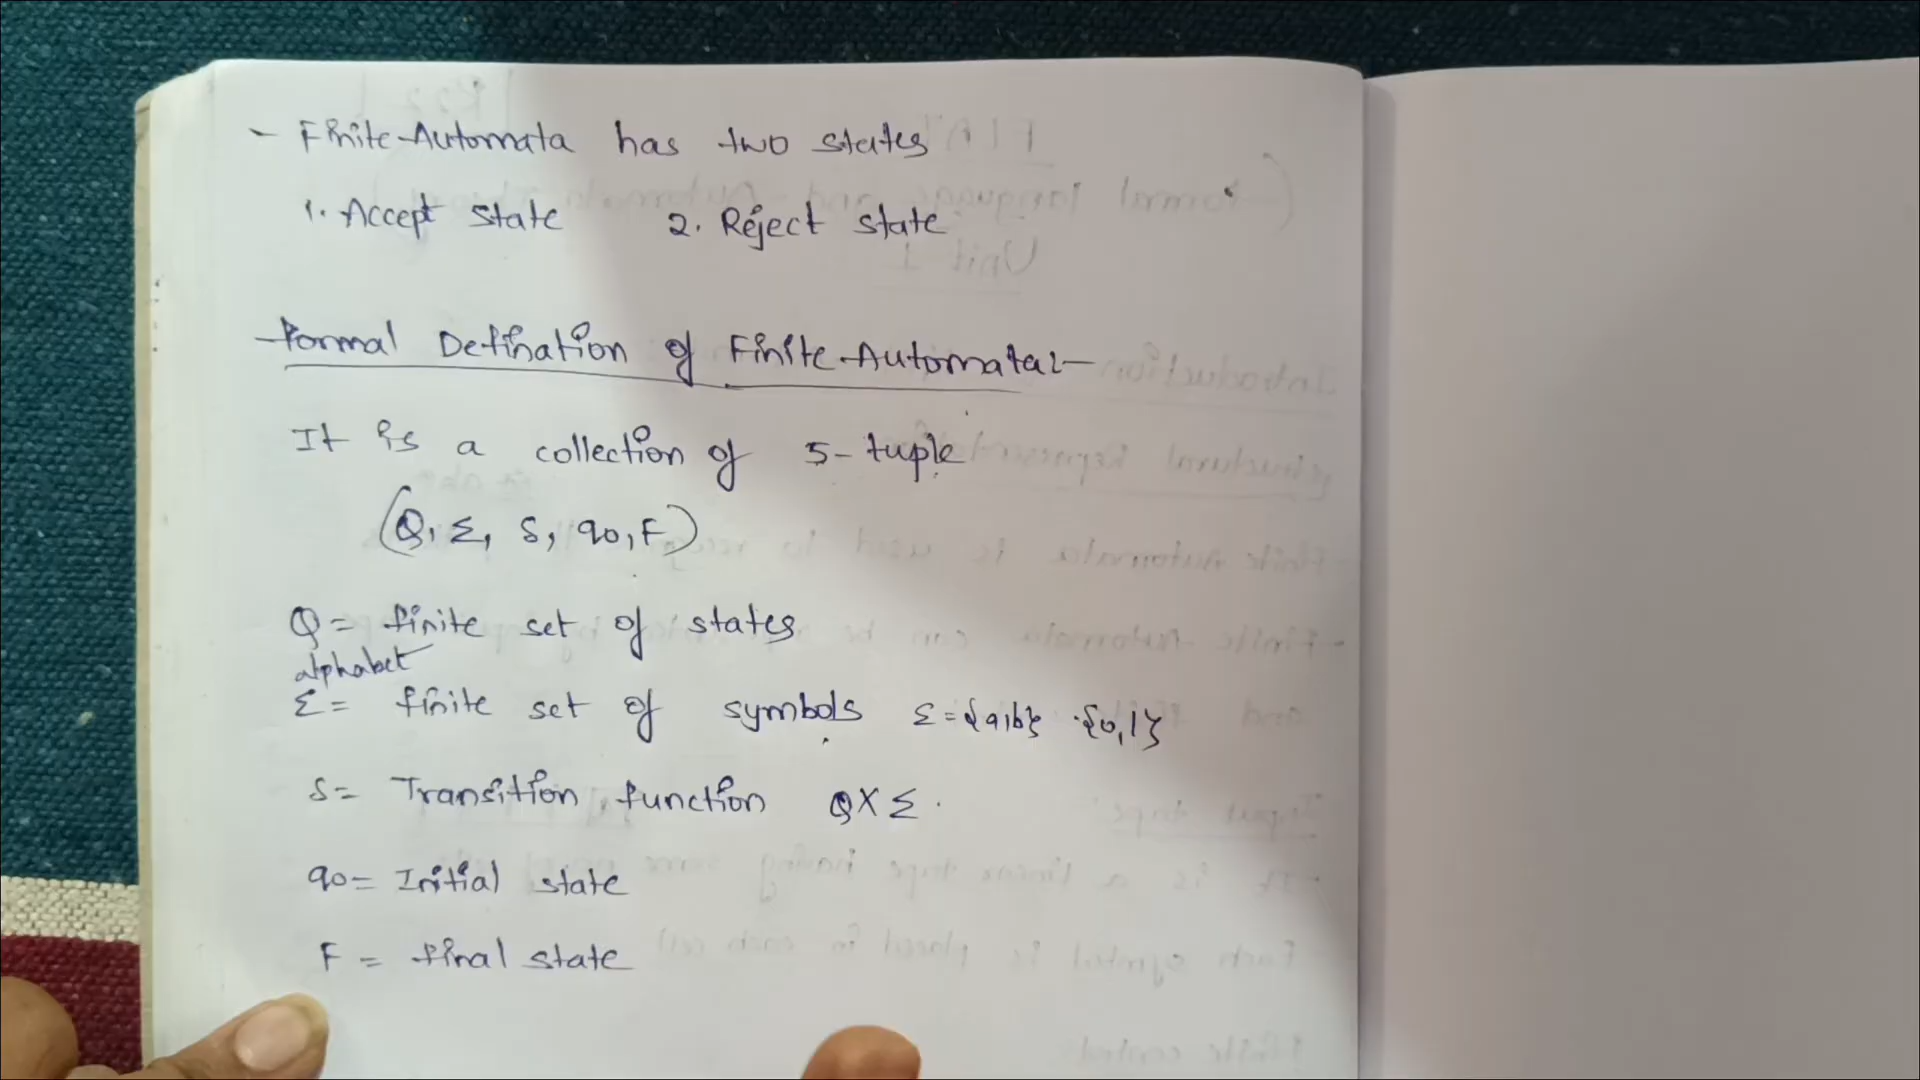 - Finite Automata has two states
1. Accept state 2. Reject state
Formal Defination of Finite Automata:-
It is a collection of 5-tuple
(Q, Σ, δ, q0, F)
Q = finite set of states
alphabet
Σ = finite set of symbols Σ={a,b} {0,1}
δ = Transition function Q X Σ
q0 = Initial state
F = final state